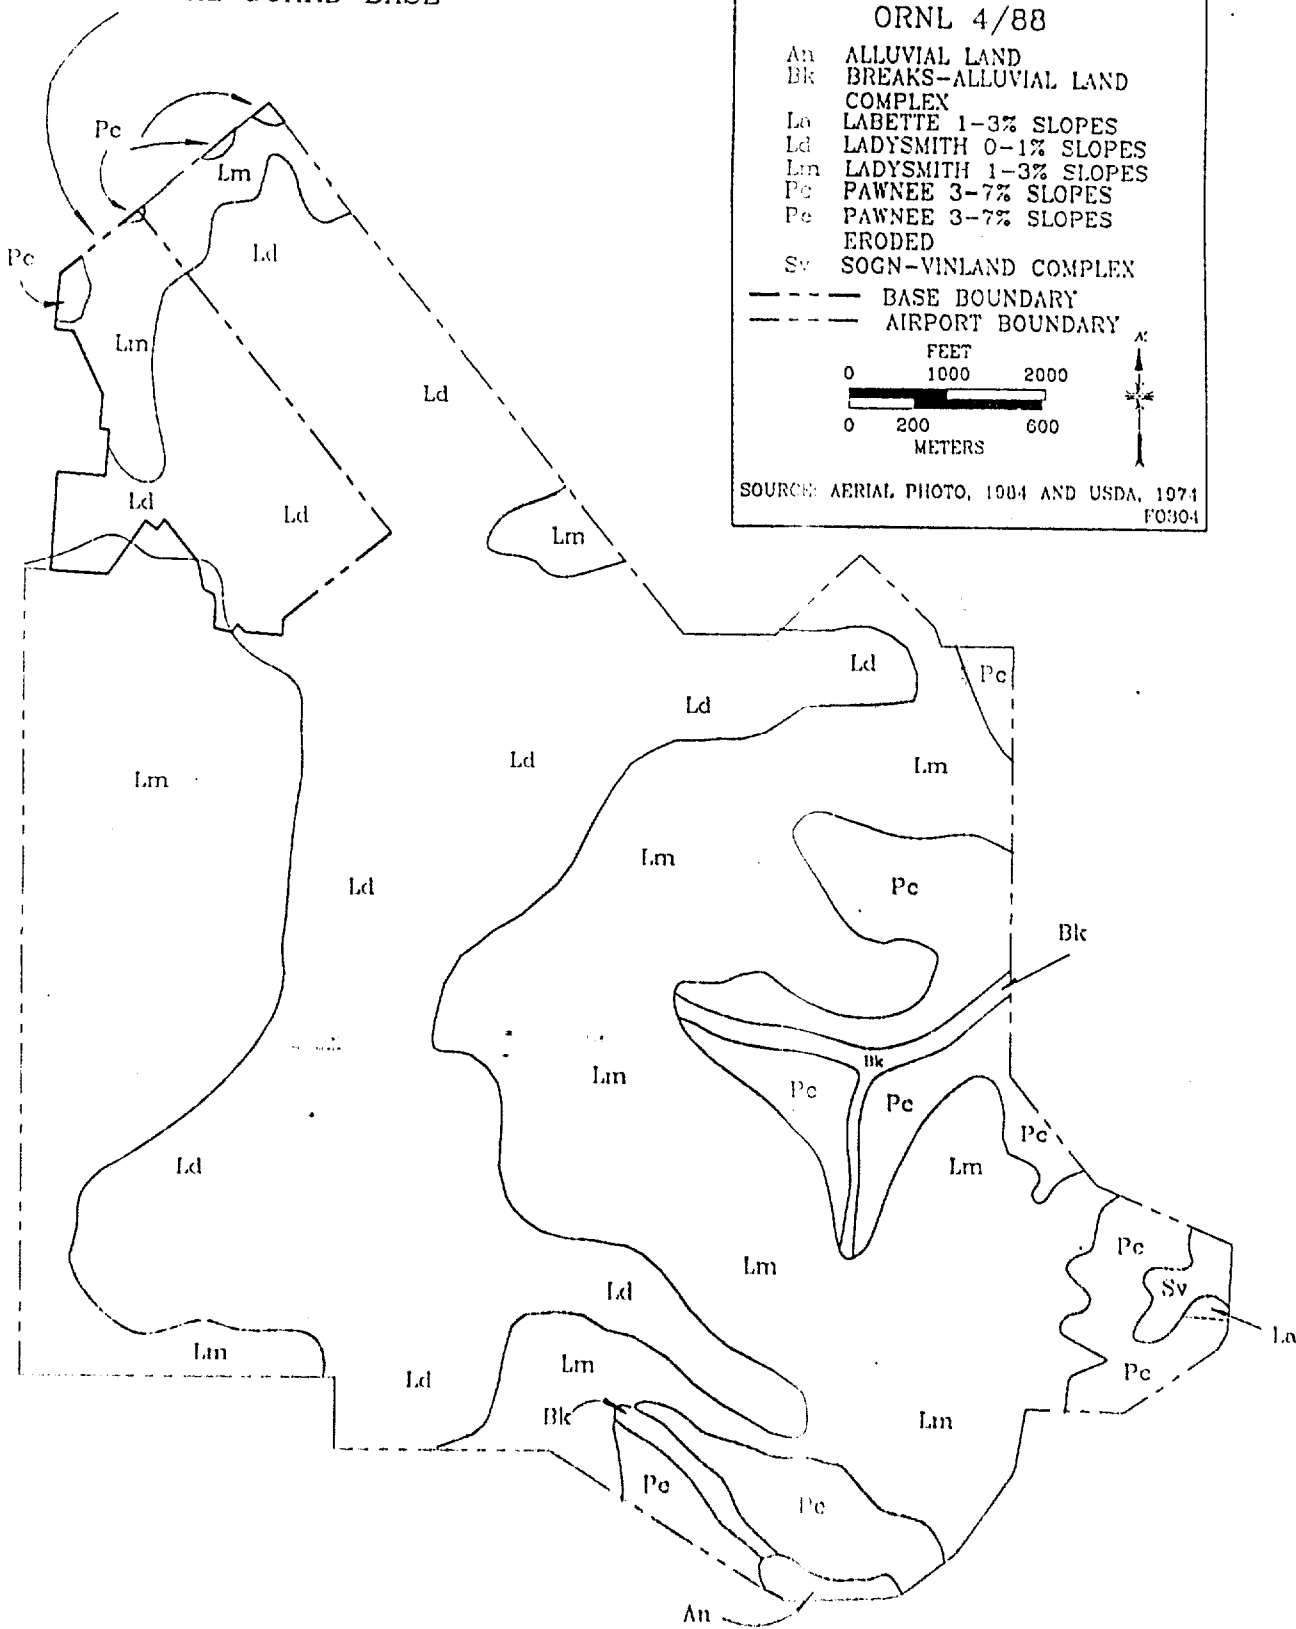 GUARD BASE
ORNL 4/88
An ALLUVIAL LAND
Bk BREAKS-ALLUVIAL LAND
COMPLEX
La LABETTE 1-3% SLOPES
Ld LADYSMITH 0-1% SLOPES
Lm LADYSMITH 1-3% SLOPES
Pc PAWNEE 3-7% SLOPES
Pe PAWNEE 3-7% SLOPES
ERODED
Sv SOGN-VINLAND COMPLEX
BASE BOUNDARY
AIRPORT BOUNDARY
FEET
0 1000 2000
0 200 600
METERS
N
SOURCE: AERIAL PHOTO, 1984 AND USDA, 1974
F0304
Pc
Lm
Ld
Pc
Lm
Ld
Ld
Ld
Lm
Ld
Pc
Ld
Ld
Lm
Lm
Lm
Ld
Pc
Bk
Bk
Lm
Pc
Pc
Pc
Ld
Lm
Pc
Lm
Sv
Ld
La
Lm
Lm
Pc
Ld
Bk
Lm
Pc
Pc
An